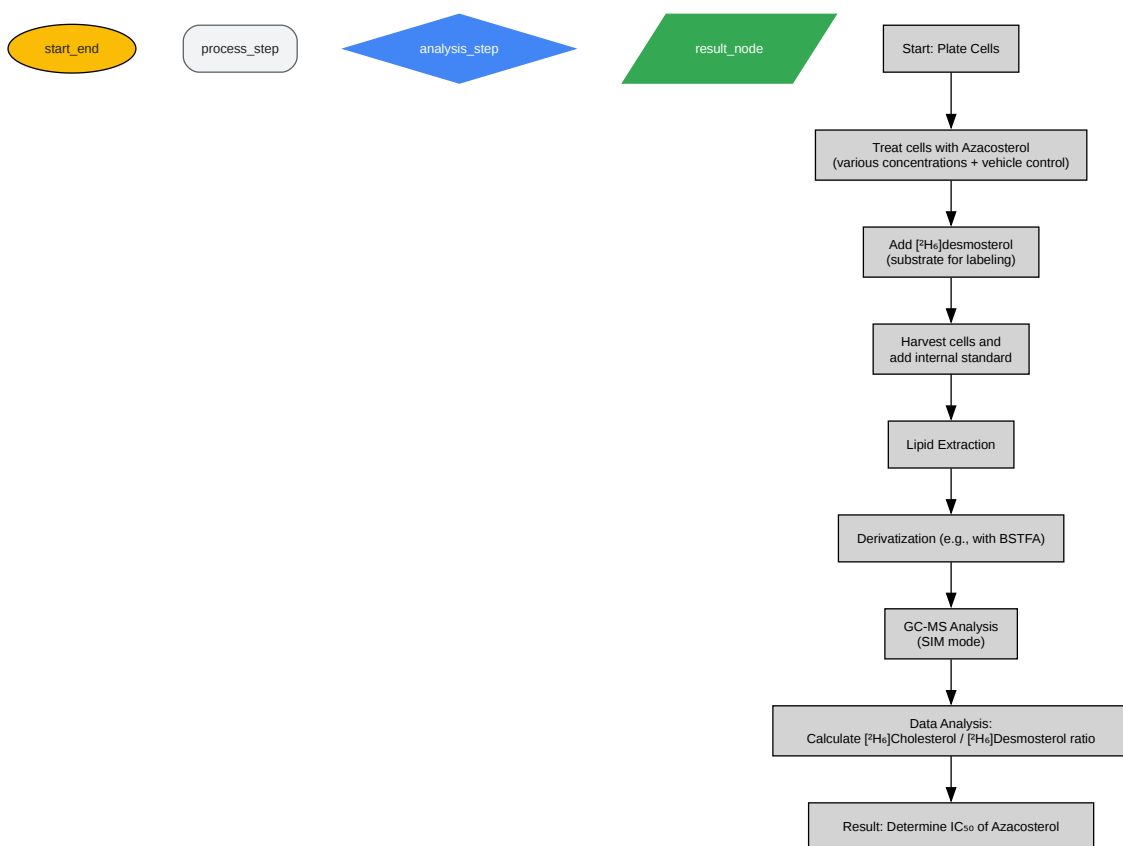 start_end
process_step
analysis_step
result_node
Start: Plate Cells
Treat cells with Azacosterol
(various concentrations + vehicle control)
Add [²H₆]desmosterol
(substrate for labeling)
Harvest cells and
add internal standard
Lipid Extraction
Derivatization (e.g., with BSTFA)
GC-MS Analysis
(SIM mode)
Data Analysis:
Calculate [²H₆]Cholesterol / [²H₆]Desmosterol ratio
Result: Determine IC₅₀ of Azacosterol